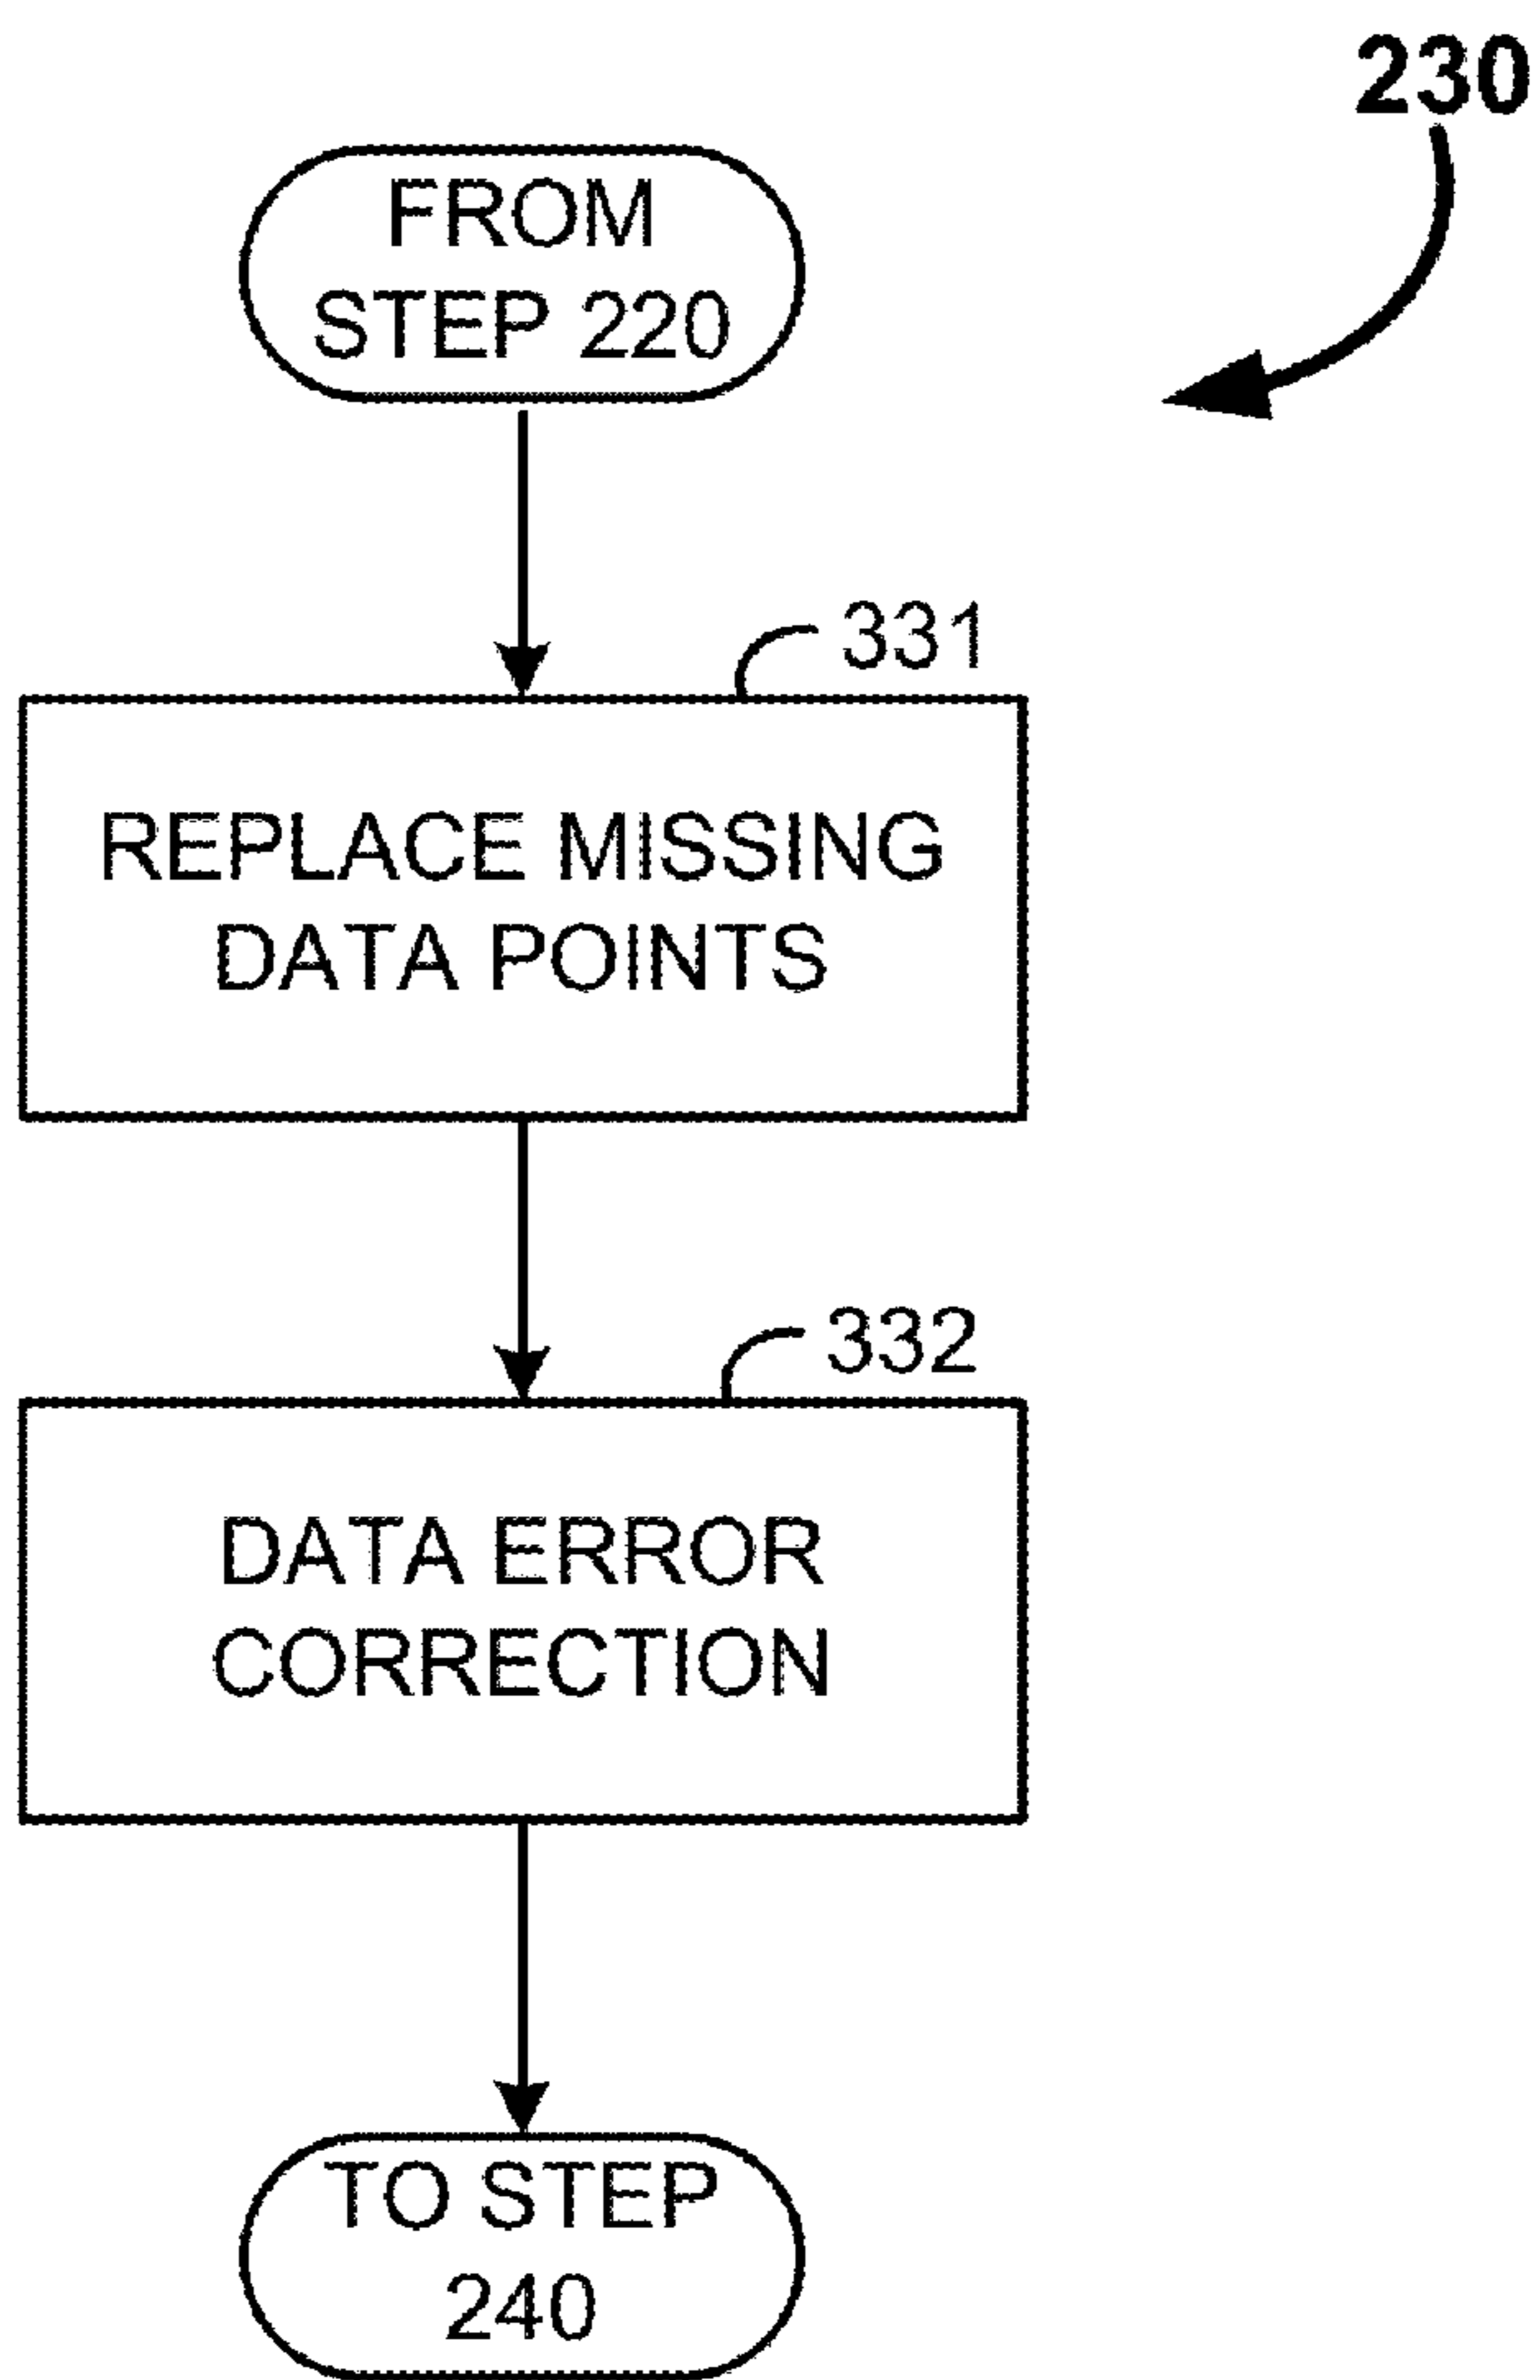 230
FROM
STEP 220
331
REPLACE MISSING
DATA POINTS
332
DATA ERROR
CORRECTION
TO STEP
240